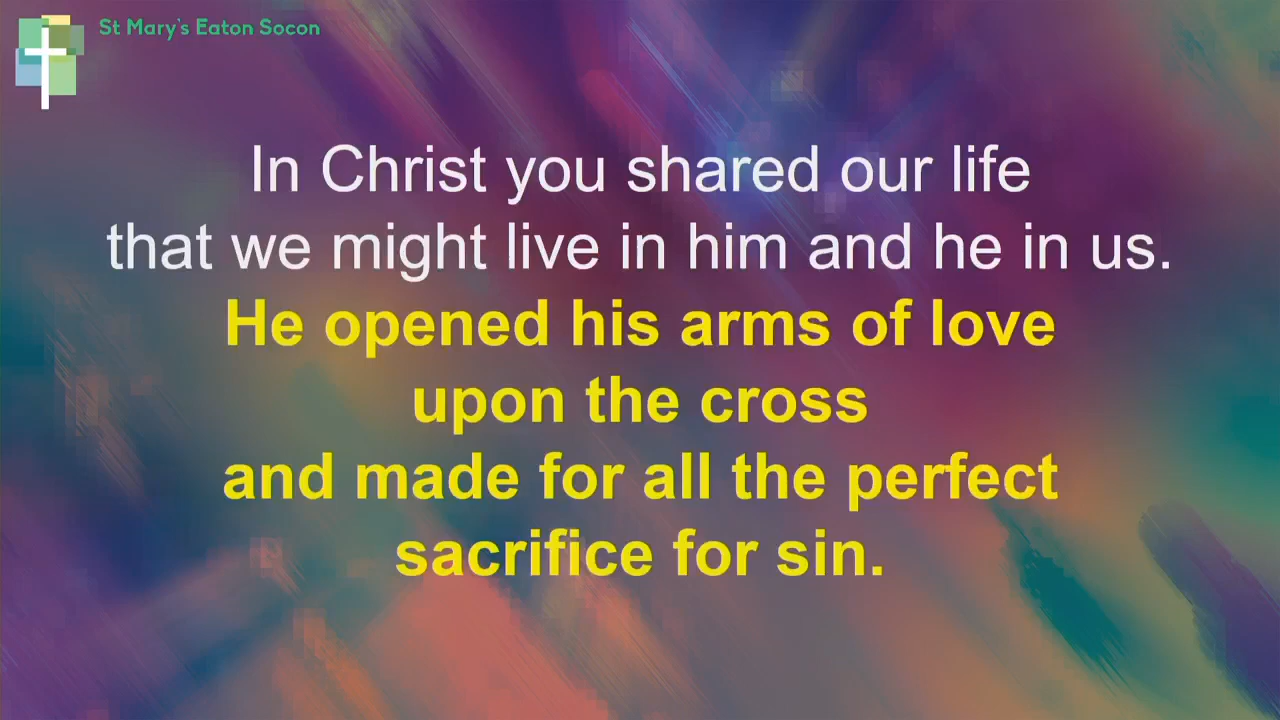 St Mary's Eaton Socon
In Christ you shared our life
that we might live in him and he in us.
He opened his arms of love
upon the cross
and made for all the perfect
sacrifice for sin.